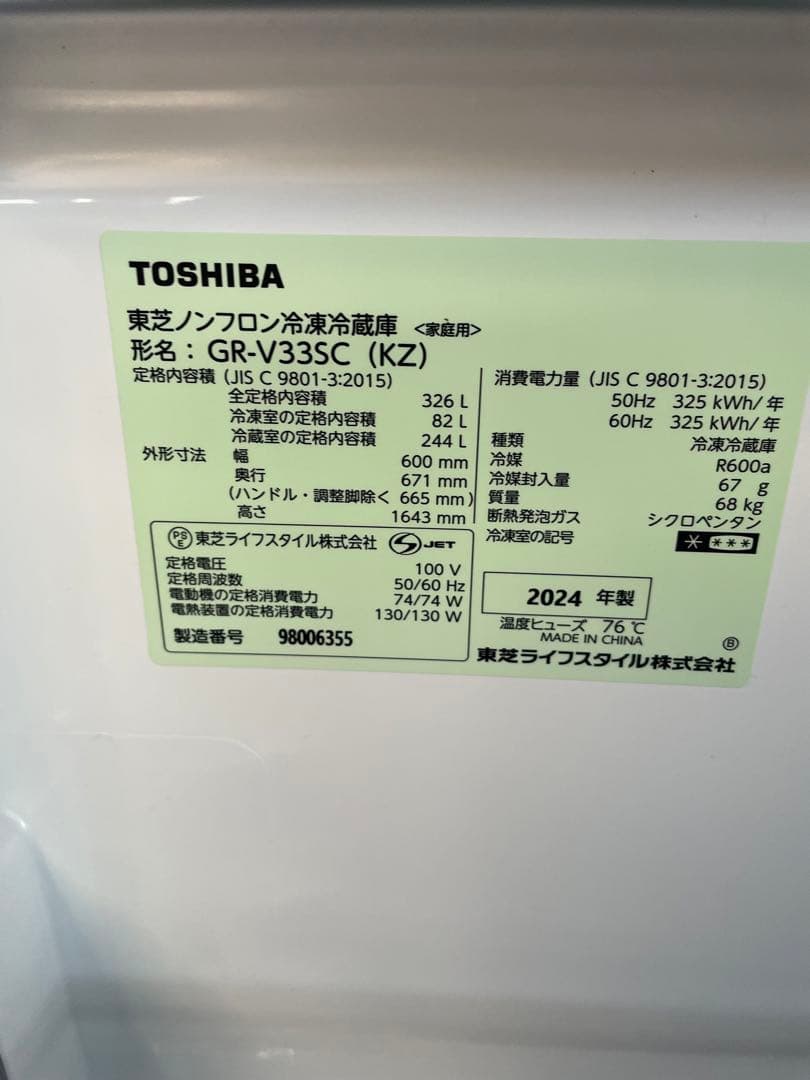 TOSHIBA
東芝ノンフロン冷凍冷蔵庫 <家庭用>
形名：GR-V33SC (KZ)
定格内容積 (JIS C 9801-3:2015)
全定格内容積 326 L
冷凍室の定格内容積 82 L
冷蔵室の定格内容積 244 L
外形寸法 幅 600 mm
奥行 671 mm
(ハンドル・調整脚除く 665 mm)
高さ 1643 mm
PSE 東芝ライフスタイル株式会社 S JET
定格電圧 100 V
定格周波数 50/60 Hz
電動機の定格消費電力 74/74 W
電熱装置の定格消費電力 130/130 W
製造番号 98006355
消費電力量 (JIS C 9801-3:2015)
50Hz 325 kWh/年
60Hz 325 kWh/年
種類 冷凍冷蔵庫
冷媒 R600a
冷媒封入量 67 g
質量 68 kg
断熱発泡ガス シクロペンタン
冷凍室の記号 * ***
2024 年製
温度ヒューズ 76 ℃
MADE IN CHINA Ⓑ
東芝ライフスタイル株式会社